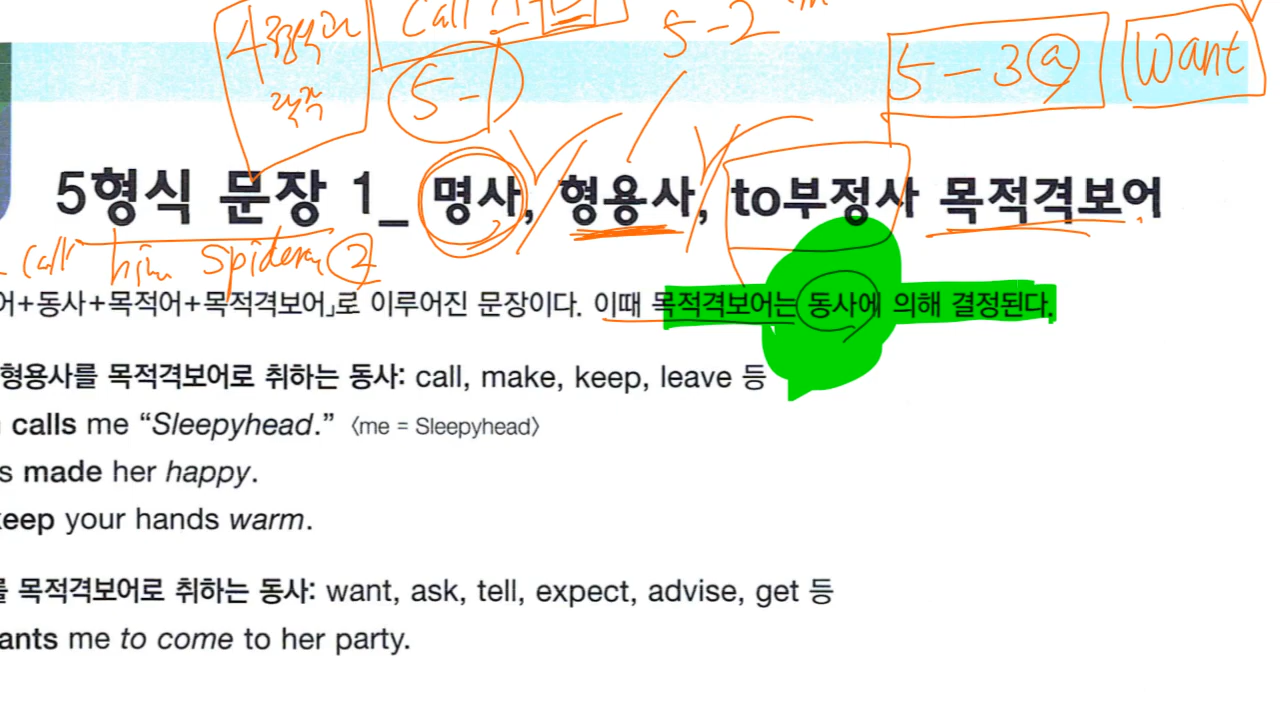 call
5-2
5-1
5-3ⓐ
Want
5형식 문장 1_ 명사, 형용사, to부정사 목적격보어
call him
어+동사+목적어+목적격보어」로 이루어진 문장이다. 이때 목적격보어는 동사에 의해 결정된다.
형용사를 목적격보어로 취하는 동사: call, make, keep, leave 등
calls me “Sleepyhead.” 〈me = Sleepyhead〉
s made her happy.
keep your hands warm.
를 목적격보어로 취하는 동사: want, ask, tell, expect, advise, get 등
ants me to come to her party.